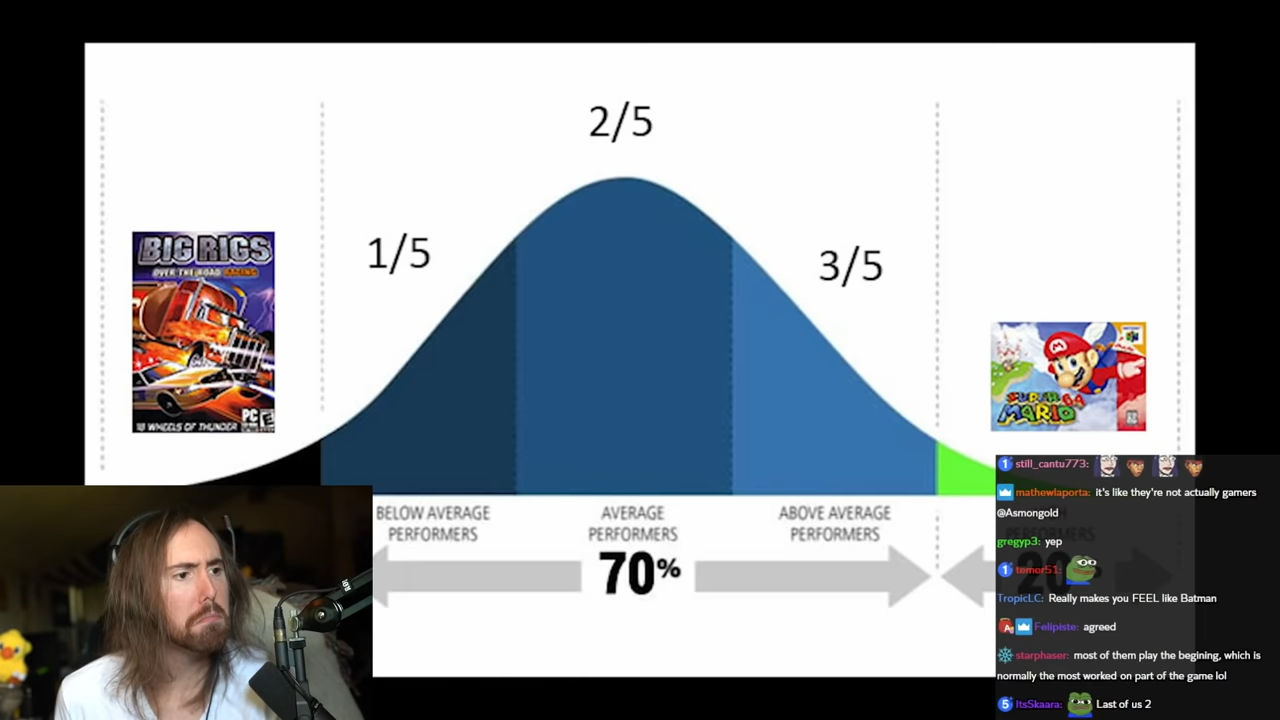 2/5
1/5
3/5
BIG RIGS
OVER THE ROAD RACING
PC
18 WHEELS OF THUNDER
SUPER
MARIO
64
BELOW AVERAGE
PERFORMERS
AVERAGE
PERFORMERS
ABOVE AVERAGE
PERFORMERS
70%
still_cantu773:
mathewlaporta: it's like they're not actually gamers
@Asmongold
gregyp3: yep
temor51:
TropicLC: Really makes you FEEL like Batman
Felipiste: agreed
starphaser: most of them play the begining, which is
normally the most worked on part of the game lol
ItsSkaara: Last of us 2